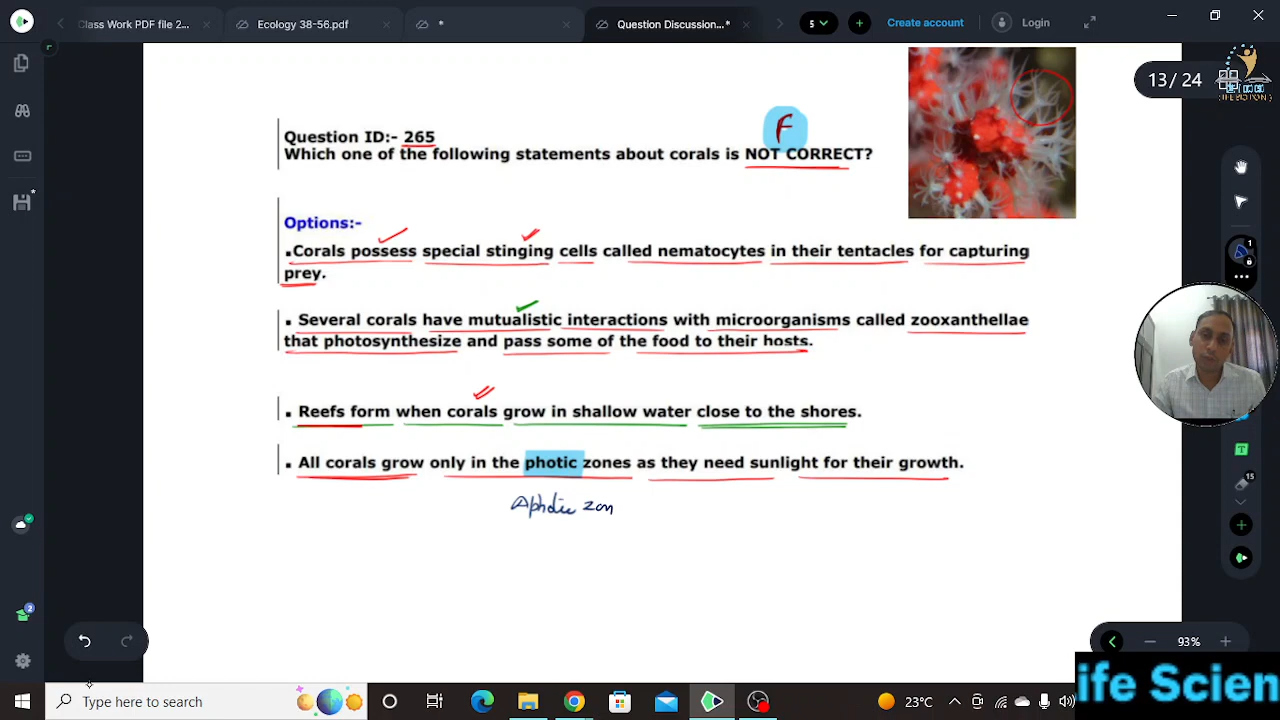 Class Work PDF file 2...
Ecology 38-56.pdf
*
Question Discussion...*
5
Create account
Login
13 / 24
F
Question ID:- 265
Which one of the following statements about corals is NOT CORRECT?
Options:-
.Corals possess special stinging cells called nematocytes in their tentacles for capturing
prey.
. Several corals have mutualistic interactions with microorganisms called zooxanthellae
that photosynthesize and pass some of the food to their hosts.
. Reefs form when corals grow in shallow water close to the shores.
. All corals grow only in the photic zones as they need sunlight for their growth.
Aphotic zon
1
15
2
93%
ife Scien
Type here to search
23°C